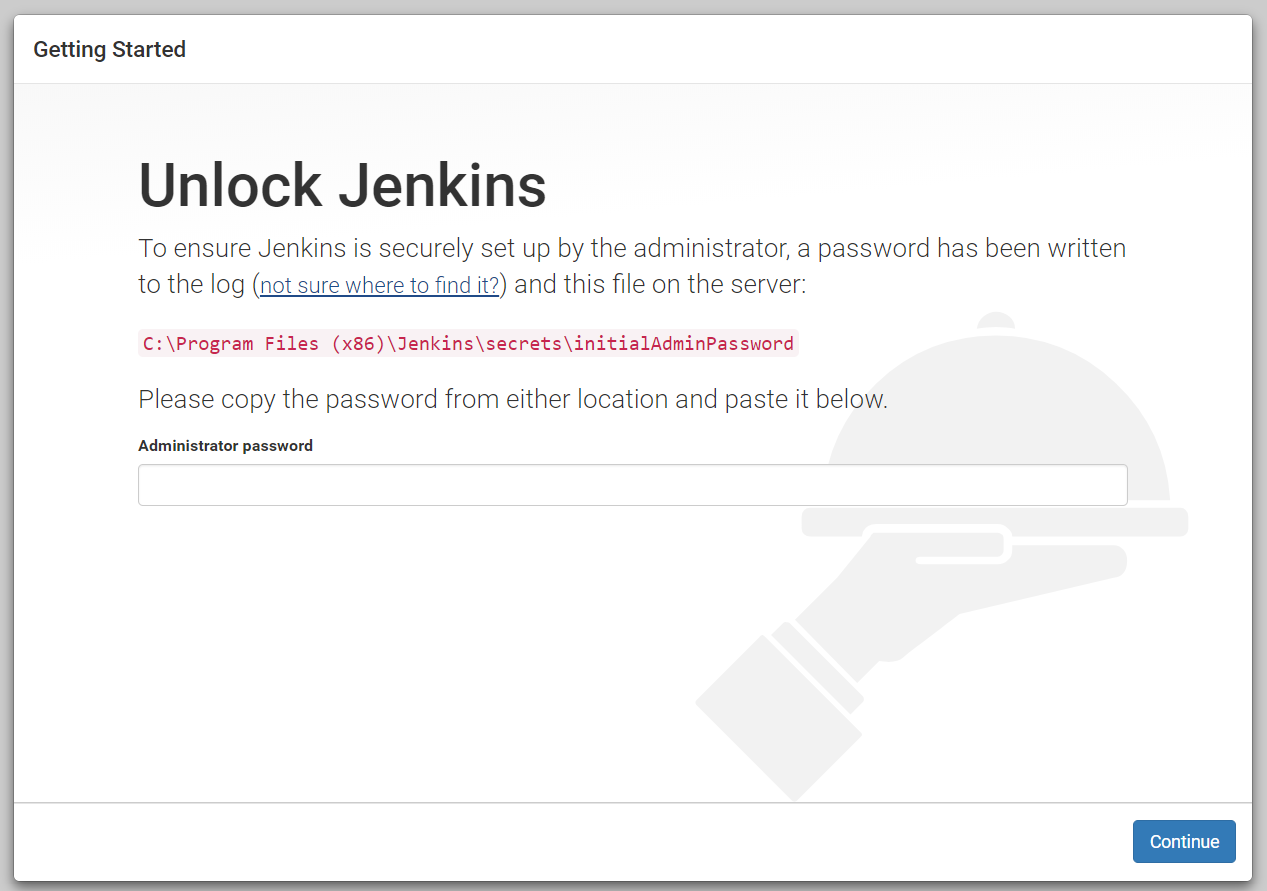 Getting Started
Unlock Jenkins
To ensure Jenkins is securely set up by the administrator, a password has been written
to the log (not sure where to find it?) and this file on the server:
C:\Program Files (x86)\Jenkins\secrets\initialAdminPassword
Please copy the password from either location and paste it below.
Administrator password
Continue